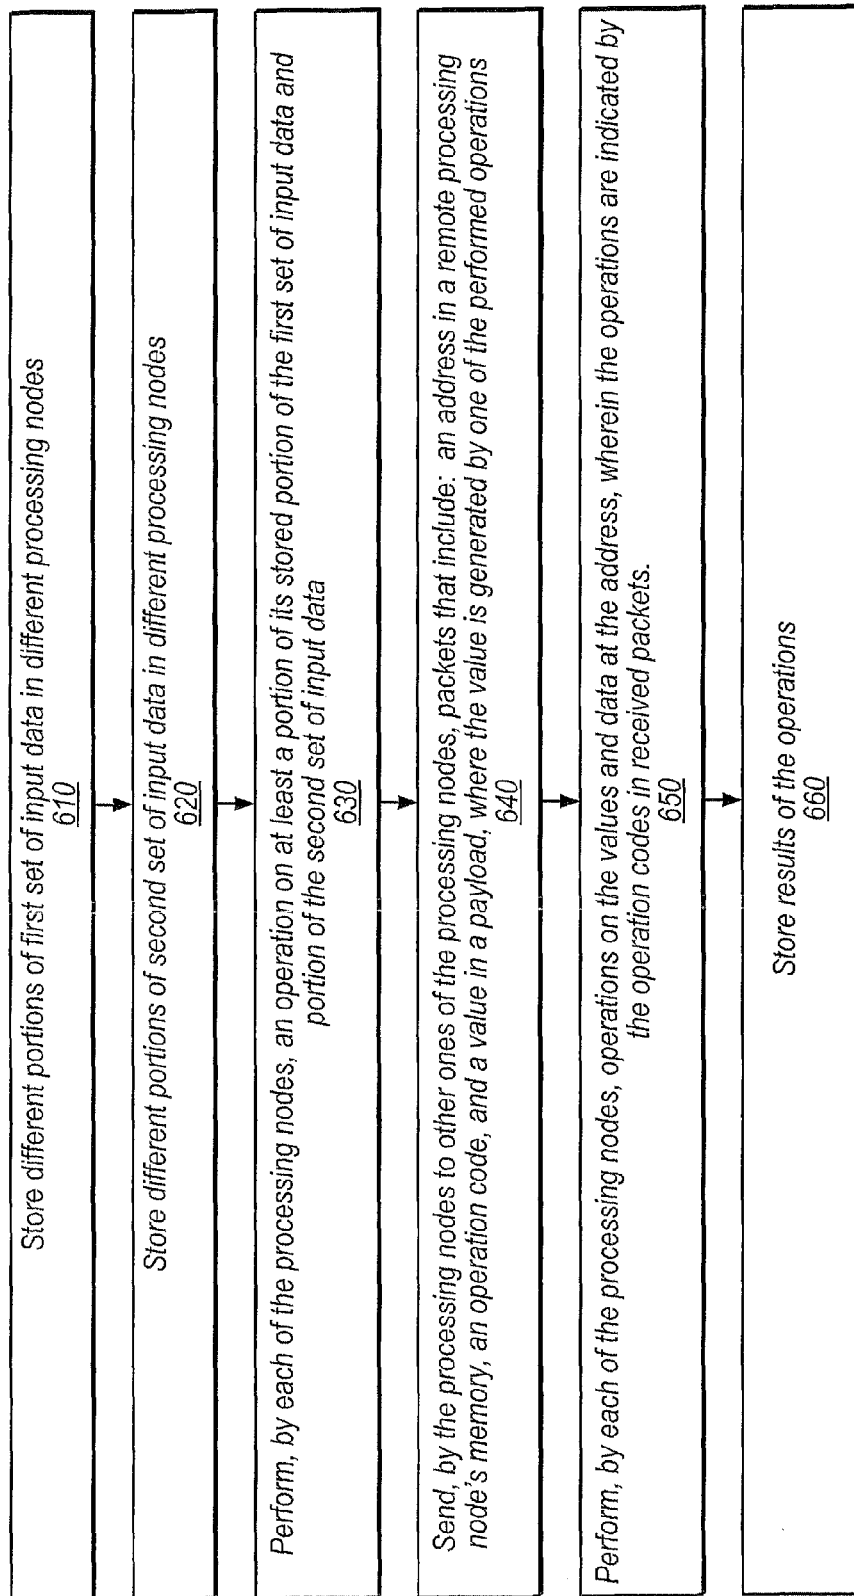 Store different portions of first set of input data in different processing nodes
610
Store different portions of second set of input data in different processing nodes
620
Perform, by each of the processing nodes, an operation on at least a portion of its stored portion of the first set of input data and
portion of the second set of input data
630
Send, by the processing nodes to other ones of the processing nodes, packets that include: an address in a remote processing
node's memory, an operation code, and a value in a payload, where the value is generated by one of the performed operations
640
Perform, by each of the processing nodes, operations on the values and data at the address, wherein the operations are indicated by
the operation codes in received packets.
650
Store results of the operations
660